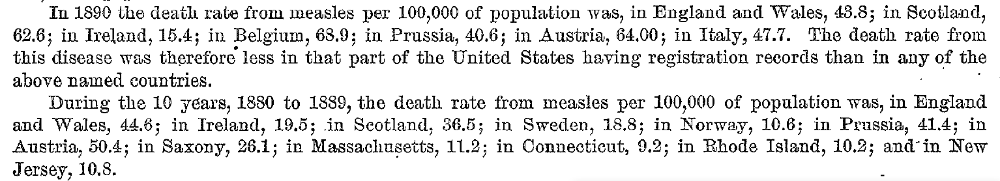 In 1890 the death rate from measles per 100,000 of population was, in England and Wales, 43.8; in Scotland,
62.6; in Ireland, 15.4; in Belgium, 68.9; in Prussia, 40.6; in Austria, 64.00; in Italy, 47.7. The death rate from
this disease was therefore less in that part of the United States having registration records than in any of the
above named countries.
During the 10 years, 1880 to 1889, the death rate from measles per 100,000 of population was, in England
and Wales, 44.6; in Ireland, 19.5; in Scotland, 36.5; in Sweden, 18.8; in Norway, 10.6; in Prussia, 41.4; in
Austria, 50.4; in Saxony, 26.1; in Massachusetts, 11.2; in Connecticut, 9.2; in Rhode Island, 10.2; and in New
Jersey, 10.8.